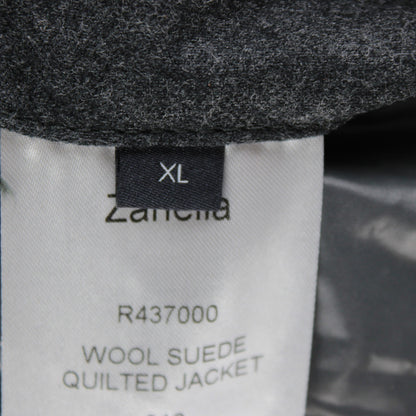 XL
Zanella
R437000
WOOL SUEDE
QUILTED JACKET